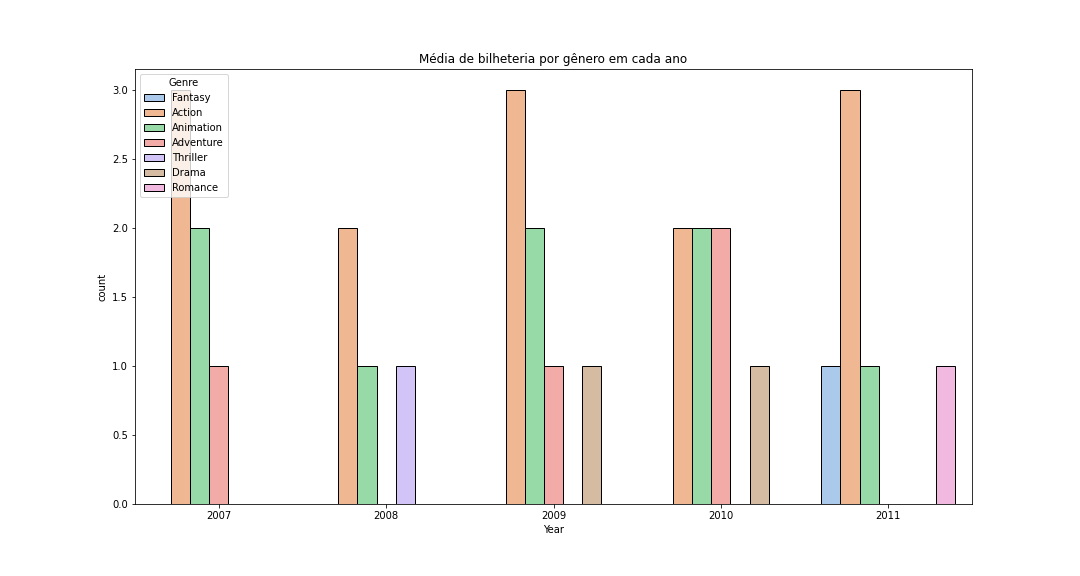 Média de bilheteria por gênero em cada ano
Genre
Fantasy
Action
Animation
Adventure
Thriller
Drama
Romance
count
3.0
2.5
2.0
1.5
1.0
0.5
0.0
2007
2008
2009
2010
2011
Year